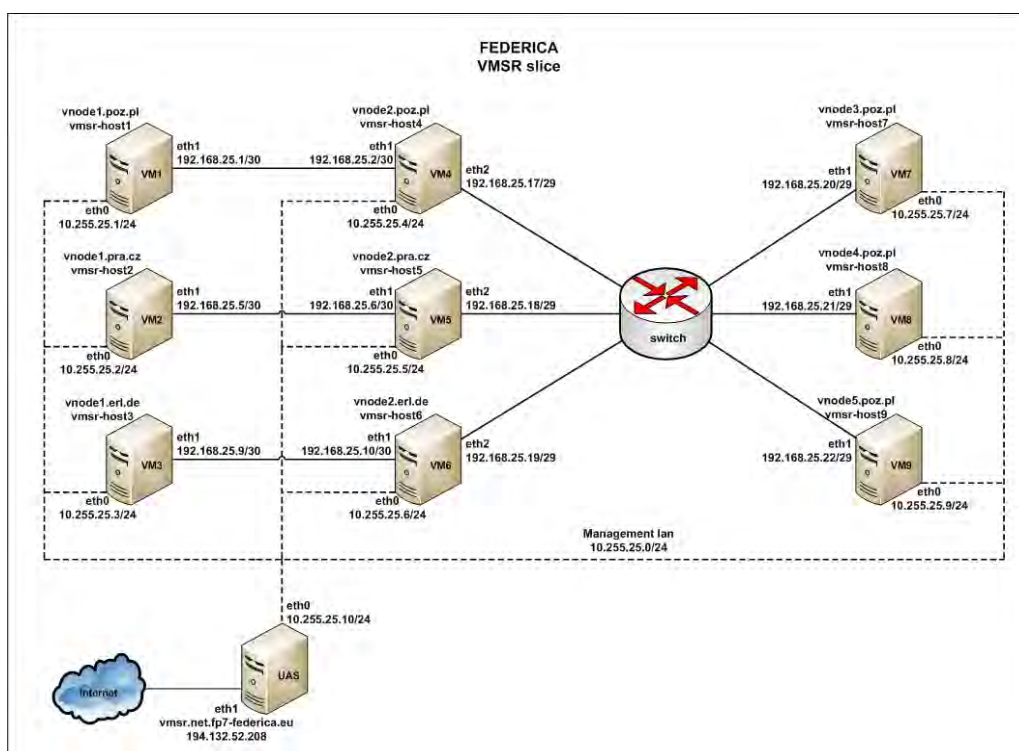 FEDERICA
VMSR slice
vnode1.poz.pl
vmsr-host1
VM1
eth1
192.168.25.1/30
eth0
10.255.25.1/24
vnode2.poz.pl
vmsr-host4
eth1
192.168.25.2/30
VM4
eth2
192.168.25.17/29
eth0
10.255.25.4/24
vnode3.poz.pl
vmsr-host7
eth1
192.168.25.20/29
VM7
eth0
10.255.25.7/24
vnode1.pra.cz
vmsr-host2
VM2
eth1
192.168.25.5/30
eth0
10.255.25.2/24
vnode2.pra.cz
vmsr-host5
eth1
192.168.25.6/30
VM5
eth2
192.168.25.18/29
eth0
10.255.25.5/24
switch
vnode4.poz.pl
vmsr-host8
eth1
192.168.25.21/29
VM8
eth0
10.255.25.8/24
vnode1.erl.de
vmsr-host3
VM3
eth1
192.168.25.9/30
eth0
10.255.25.3/24
vnode2.erl.de
vmsr-host6
eth1
192.168.25.10/30
VM6
eth2
192.168.25.19/29
eth0
10.255.25.6/24
vnode5.poz.pl
vmsr-host9
eth1
192.168.25.22/29
VM9
eth0
10.255.25.9/24
Management lan
10.255.25.0/24
eth0
10.255.25.10/24
UAS
Internet
eth1
vmsr.net.fp7-federica.eu
194.132.52.208